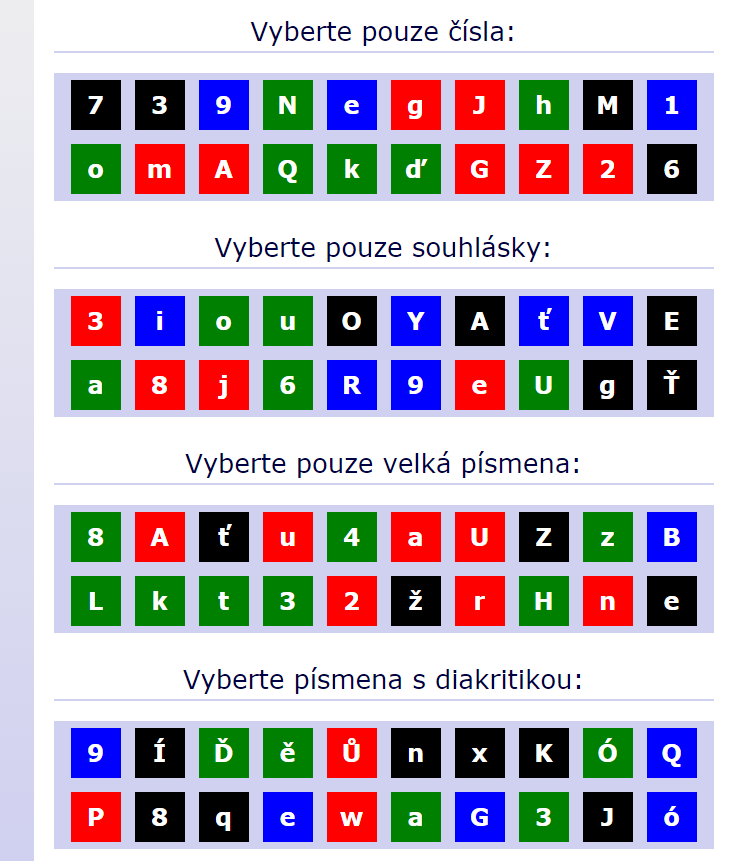 Vyberte pouze čísla:
7 3 9 N e g J h M 1
o m A Q k ď G Z 2 6
Vyberte pouze souhlásky:
3 i o u O Y A ť V E
a 8 j 6 R 9 e U g Ť
Vyberte pouze velká písmena:
8 A ť u 4 a U Z z B
L k t 3 2 ž r H n e
Vyberte písmena s diakritikou:
9 Í Ď ě Ů n x K Ó Q
P 8 q e w a G 3 J ó